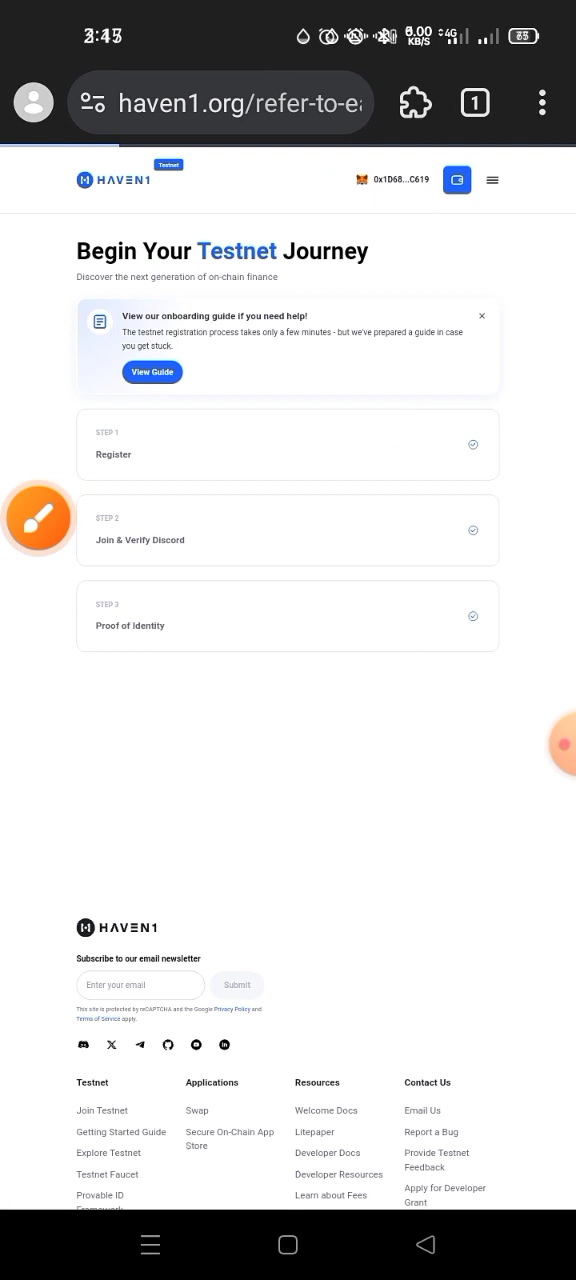 haven1.org/refer-to-ea
1
KB/S
4G
Testnet
HAVEN1
0x1D68...C619
Begin Your Testnet Journey
Discover the next generation of on-chain finance
View our onboarding guide if you need help!
The testnet registration process takes only a few minutes - but we've prepared a guide in case
you get stuck.
View Guide
STEP 1
Register
STEP 2
Join & Verify Discord
STEP 3
Proof of Identity
HAVEN1
Subscribe to our email newsletter
Enter your email
Submit
This site is protected by reCAPTCHA and the Google Privacy Policy and
Terms of Service apply.
Testnet
Applications
Resources
Contact Us
Join Testnet
Swap
Welcome Docs
Email Us
Getting Started Guide
Secure On-Chain App
Store
Litepaper
Report a Bug
Explore Testnet
Developer Docs
Provide Testnet
Feedback
Testnet Faucet
Developer Resources
Apply for Developer
Grant
Provable ID
Framework
Learn about Fees